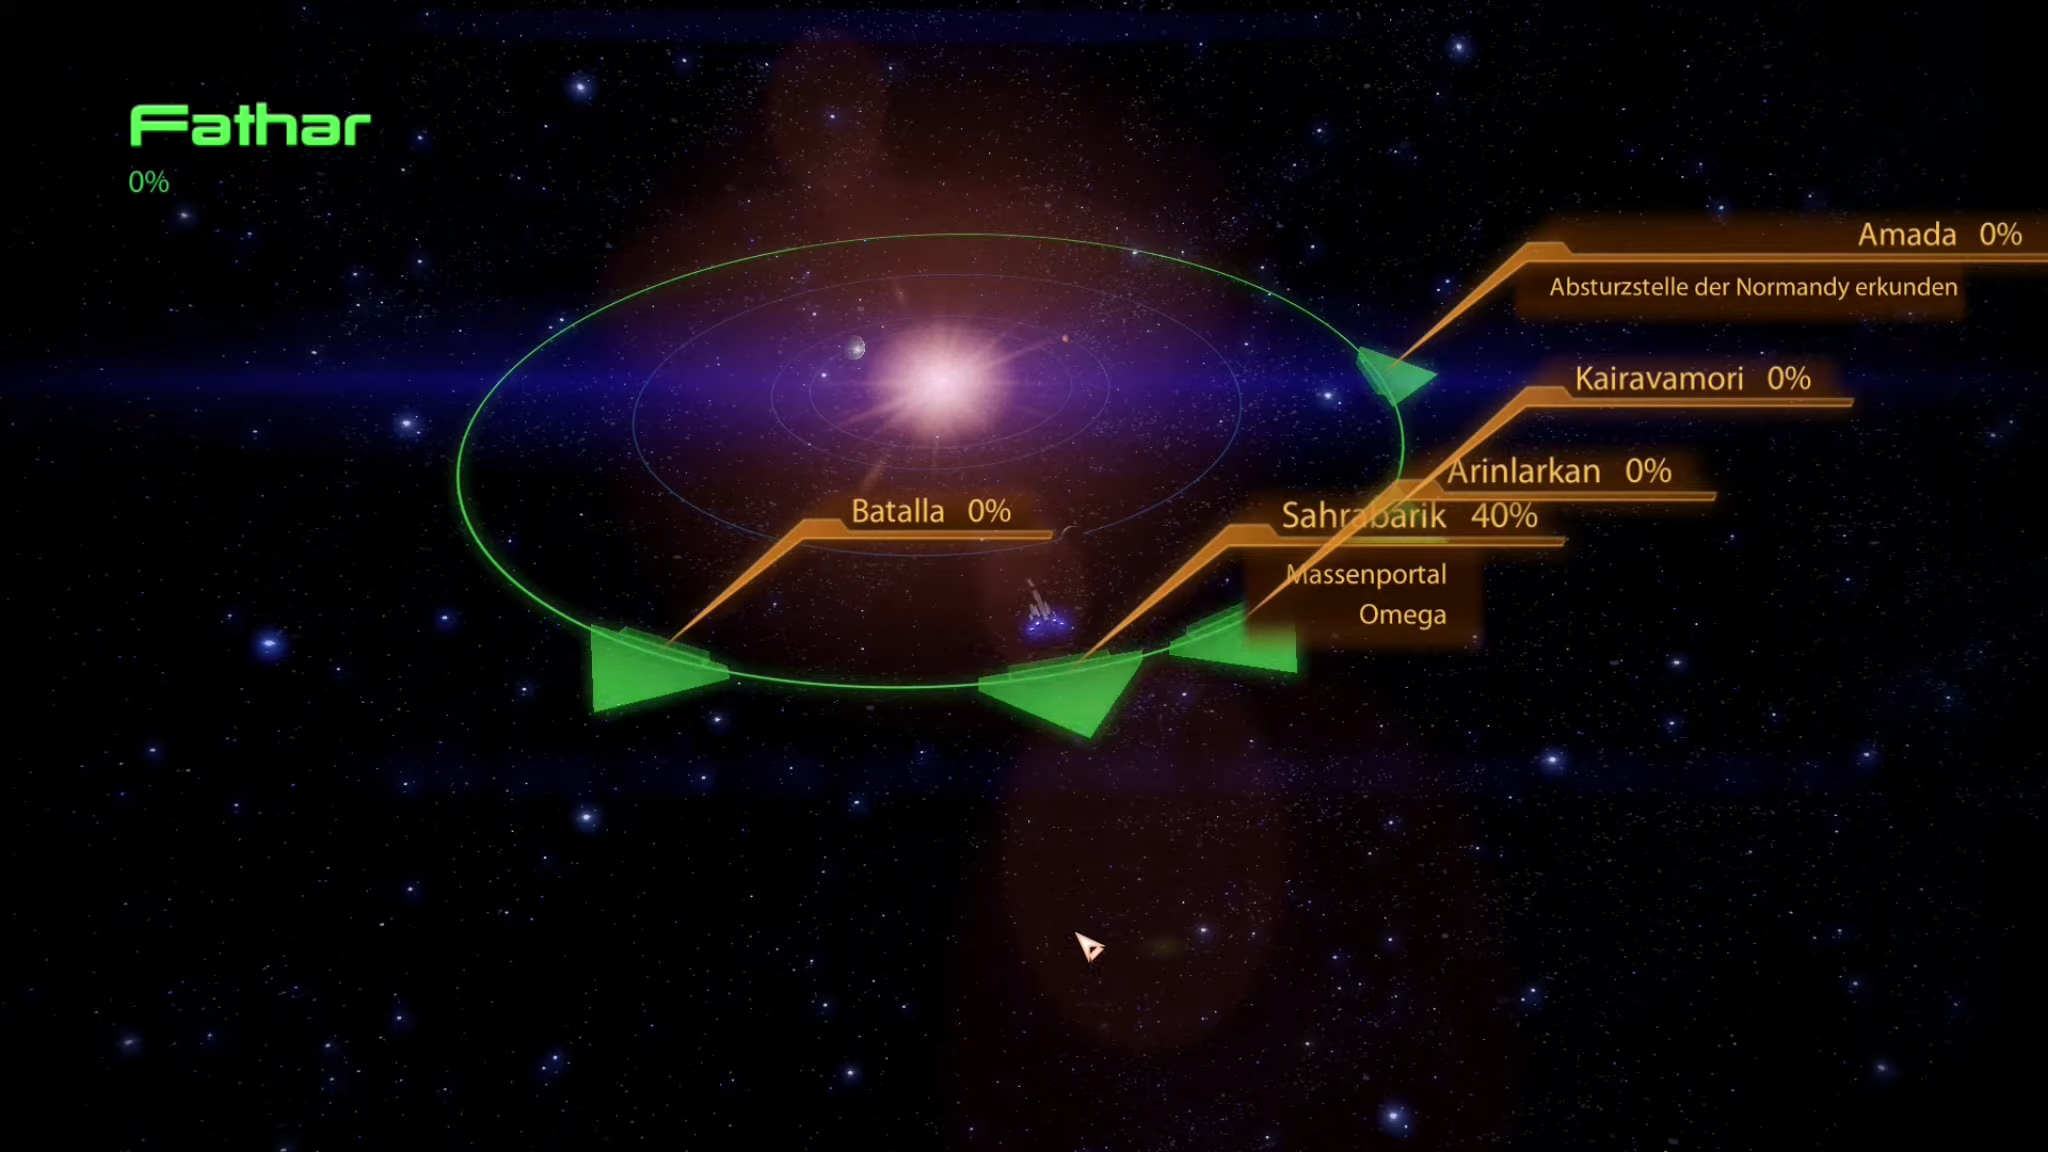 Fathar
0%
Amada 0%
Absturzstelle der Normandy erkunden
Kairavamori 0%
Arinlarkan 0%
Batalla 0%
Sahrabarik 40%
Massenportal
Omega